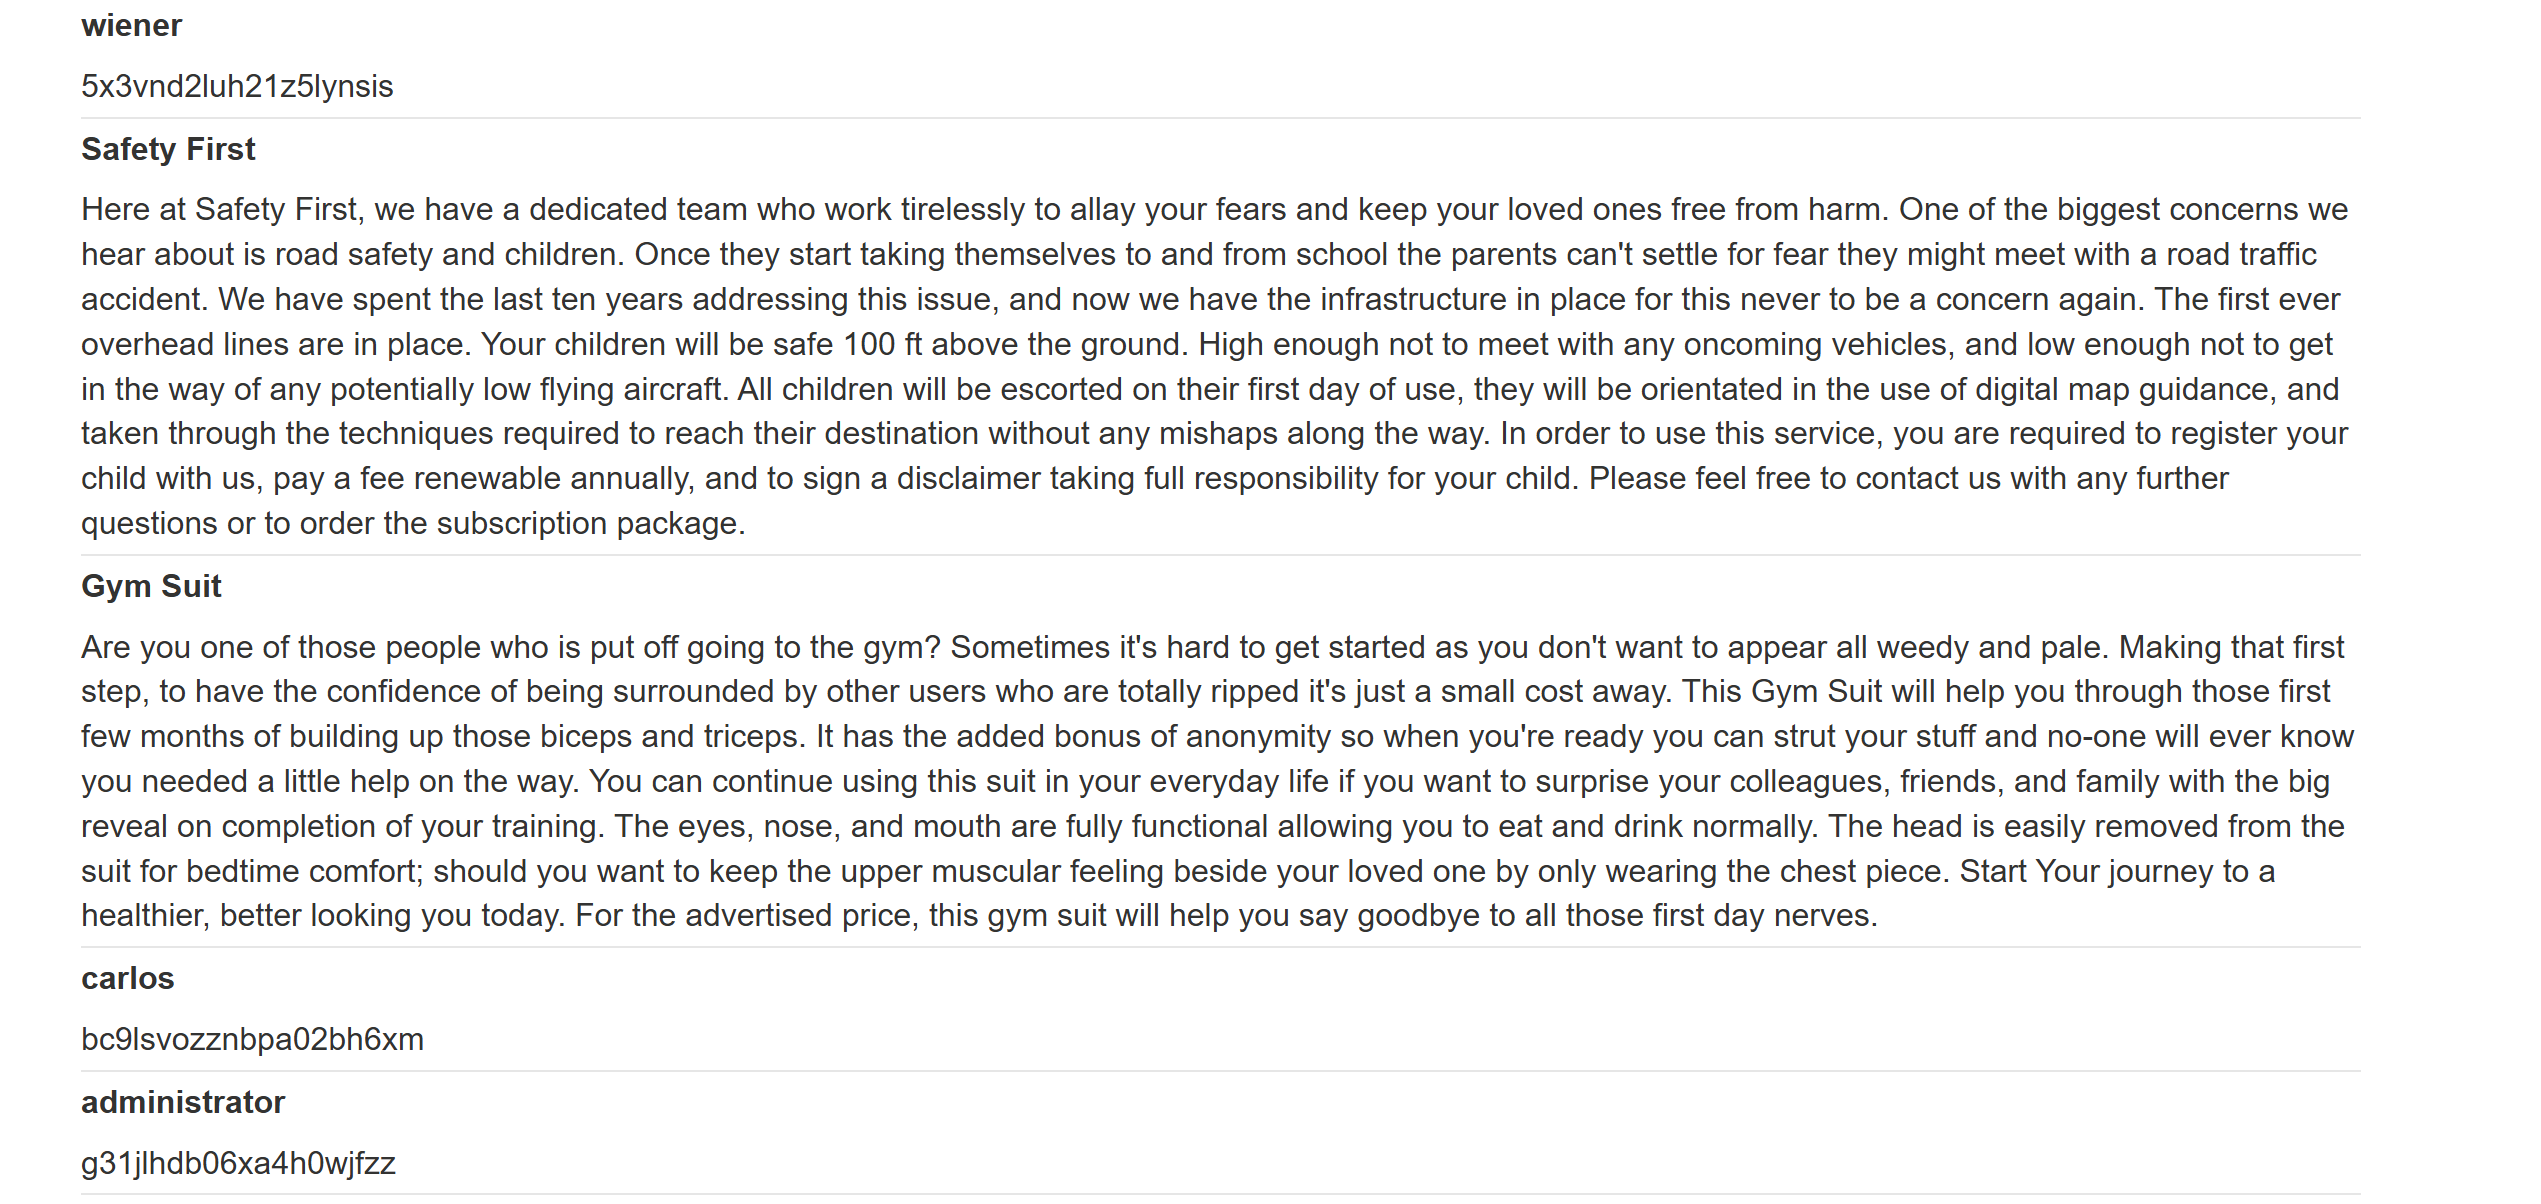 wiener
5x3vnd2luh21z5lynsis
Safety First
Here at Safety First, we have a dedicated team who work tirelessly to allay your fears and keep your loved ones free from harm. One of the biggest concerns we
hear about is road safety and children. Once they start taking themselves to and from school the parents can't settle for fear they might meet with a road traffic
accident. We have spent the last ten years addressing this issue, and now we have the infrastructure in place for this never to be a concern again. The first ever
overhead lines are in place. Your children will be safe 100 ft above the ground. High enough not to meet with any oncoming vehicles, and low enough not to get
in the way of any potentially low flying aircraft. All children will be escorted on their first day of use, they will be orientated in the use of digital map guidance, and
taken through the techniques required to reach their destination without any mishaps along the way. In order to use this service, you are required to register your
child with us, pay a fee renewable annually, and to sign a disclaimer taking full responsibility for your child. Please feel free to contact us with any further
questions or to order the subscription package.
Gym Suit
Are you one of those people who is put off going to the gym? Sometimes it's hard to get started as you don't want to appear all weedy and pale. Making that first
step, to have the confidence of being surrounded by other users who are totally ripped it's just a small cost away. This Gym Suit will help you through those first
few months of building up those biceps and triceps. It has the added bonus of anonymity so when you're ready you can strut your stuff and no-one will ever know
you needed a little help on the way. You can continue using this suit in your everyday life if you want to surprise your colleagues, friends, and family with the big
reveal on completion of your training. The eyes, nose, and mouth are fully functional allowing you to eat and drink normally. The head is easily removed from the
suit for bedtime comfort; should you want to keep the upper muscular feeling beside your loved one by only wearing the chest piece. Start Your journey to a
healthier, better looking you today. For the advertised price, this gym suit will help you say goodbye to all those first day nerves.
carlos
bc9lsvozznbpa02bh6xm
administrator
g31jlhdb06xa4h0wjfzz